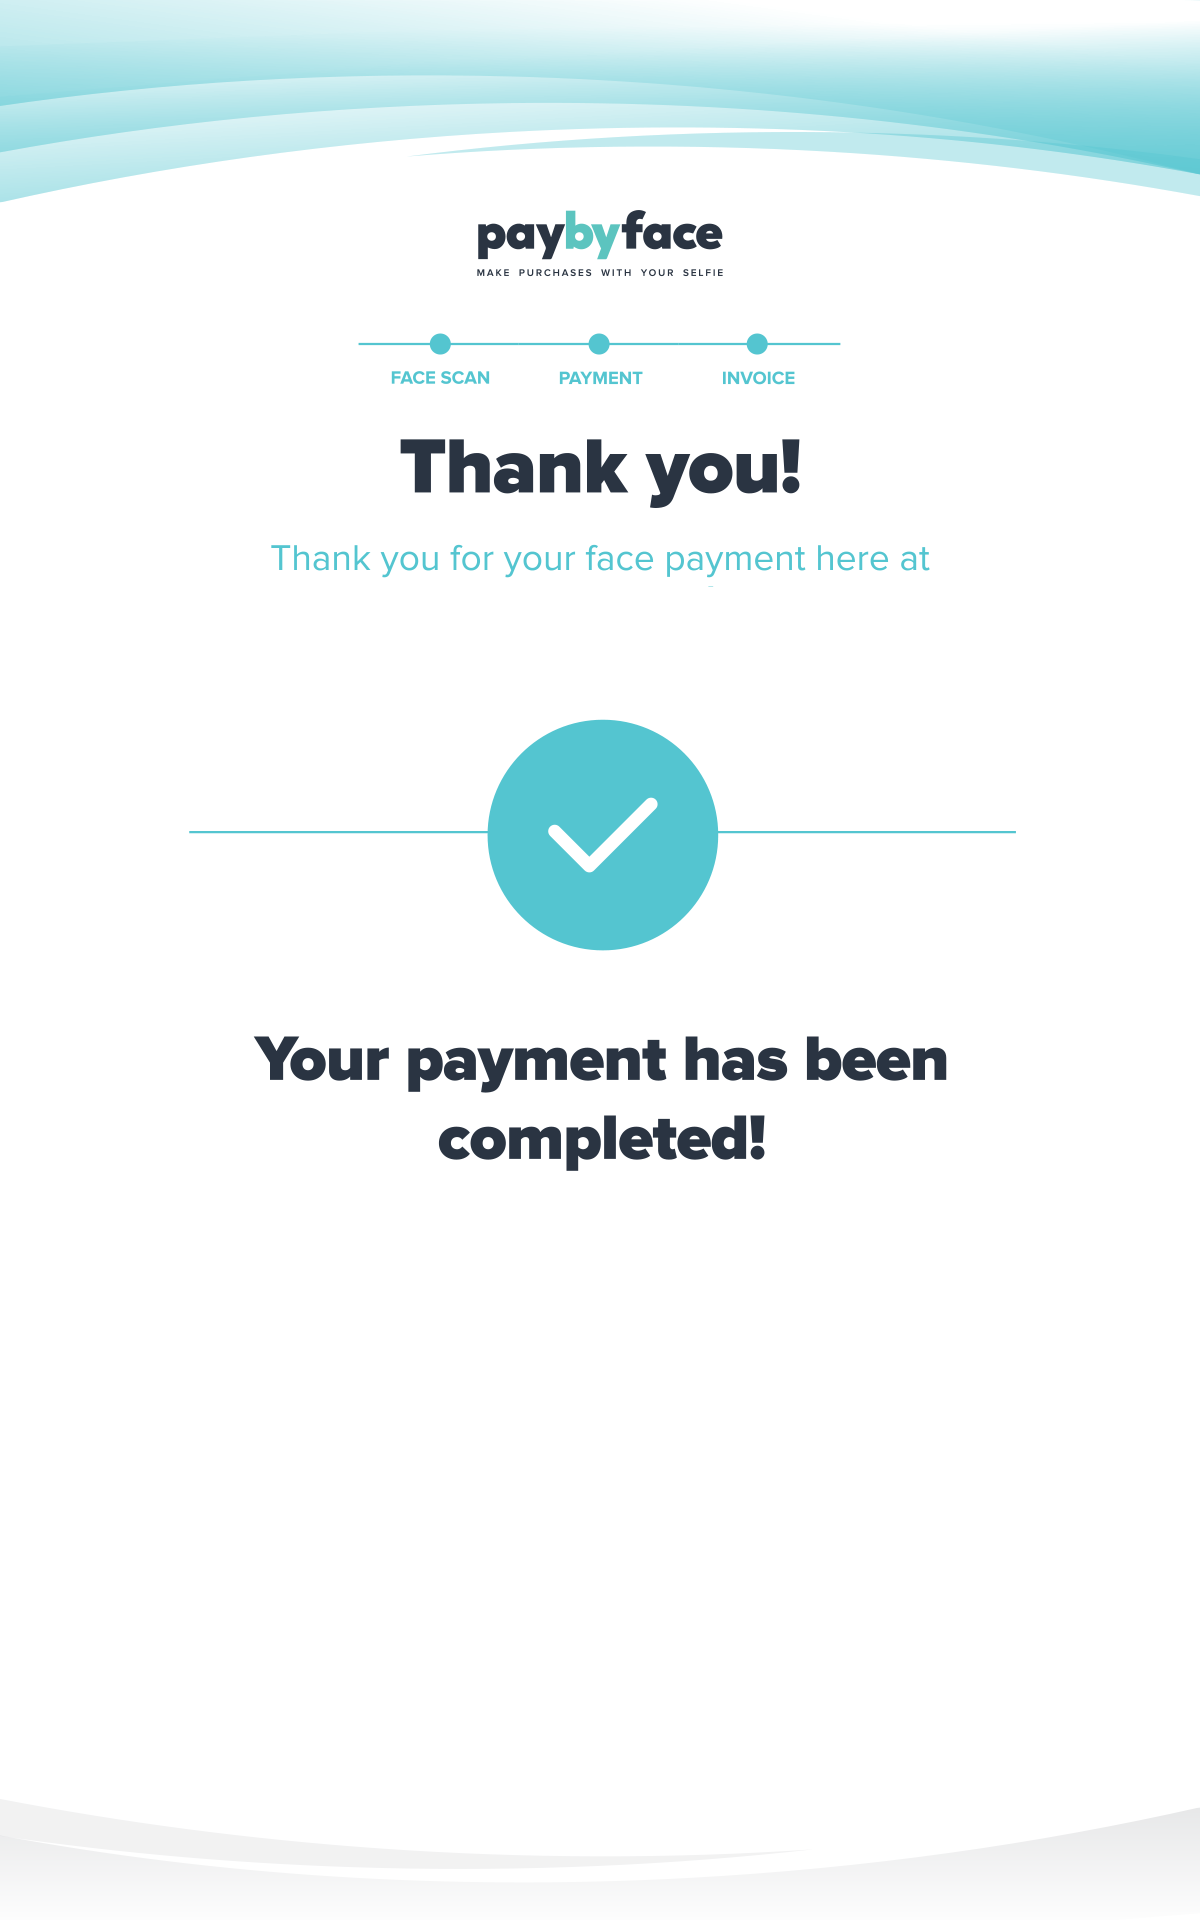 paybyface
MAKE PURCHASES WITH YOUR SELFIE
FACE SCAN PAYMENT INVOICE
Thank you!
Thank you for your face payment here at
Your payment has been
completed!